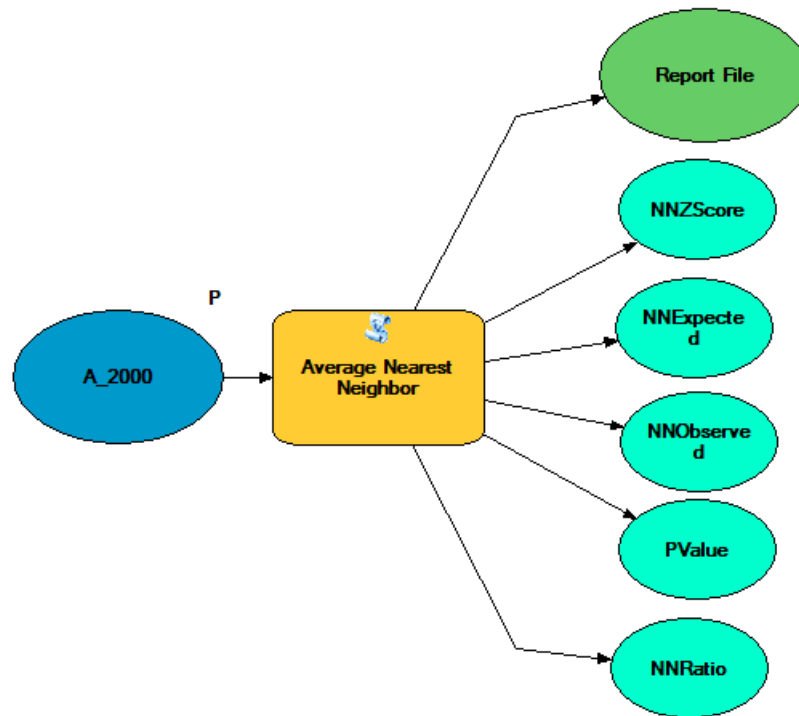 Report File
NNZScore
P
NNExpecte
d
A_2000
Average Nearest
Neighbor
NNObserve
d
PValue
NNRatio